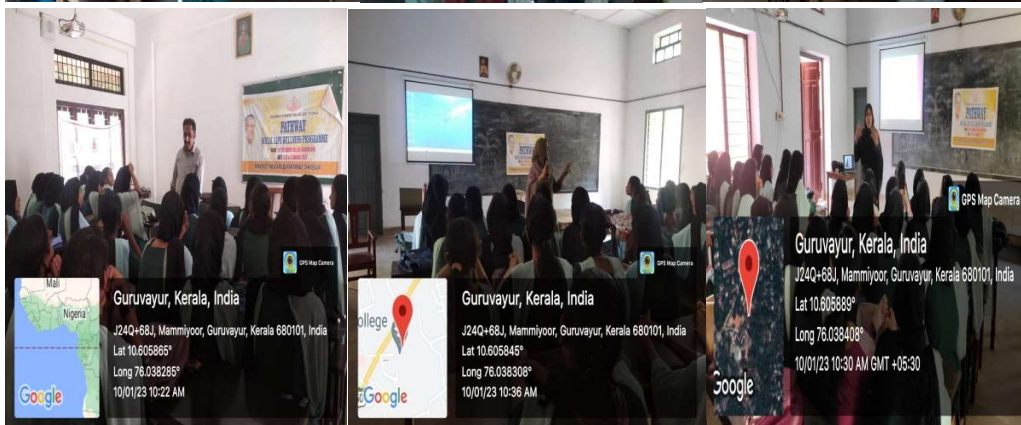 PATHWAY
SOCIAL LIFE WELLNESS PROGRAMME
GPS Map Camera
Mali
Nigeria
Google
Guruvayur, Kerala, India
J24Q+68J, Mammiyoor, Guruvayur, Kerala 680101, India
Lat 10.605865°
Long 76.038285°
10/01/23 10:22 AM
PATHWAY
GPS Map Camera
ollege
Google
Guruvayur, Kerala, India
J24Q+68J, Mammiyoor, Guruvayur, Kerala 680101, India
Lat 10.605845°
Long 76.038308°
10/01/23 10:36 AM
PATHWAY
GPS Map Camera
Google
Guruvayur, Kerala, India
J24Q+68J, Mammiyoor, Guruvayur, Kerala 680101, India
Lat 10.605889°
Long 76.038408°
10/01/23 10:30 AM GMT +05:30